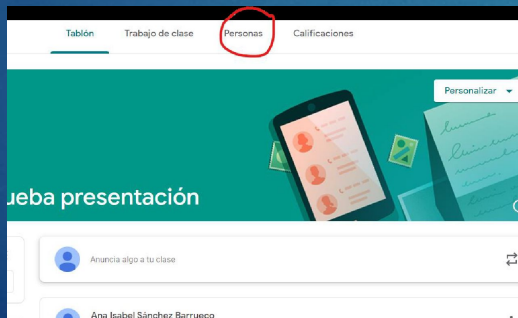 Tablón Trabajo de clase Personas Calificaciones
Personalizar
ueba presentación
Anuncia algo a tu clase
Ana Isabel Sánchez Barrueco